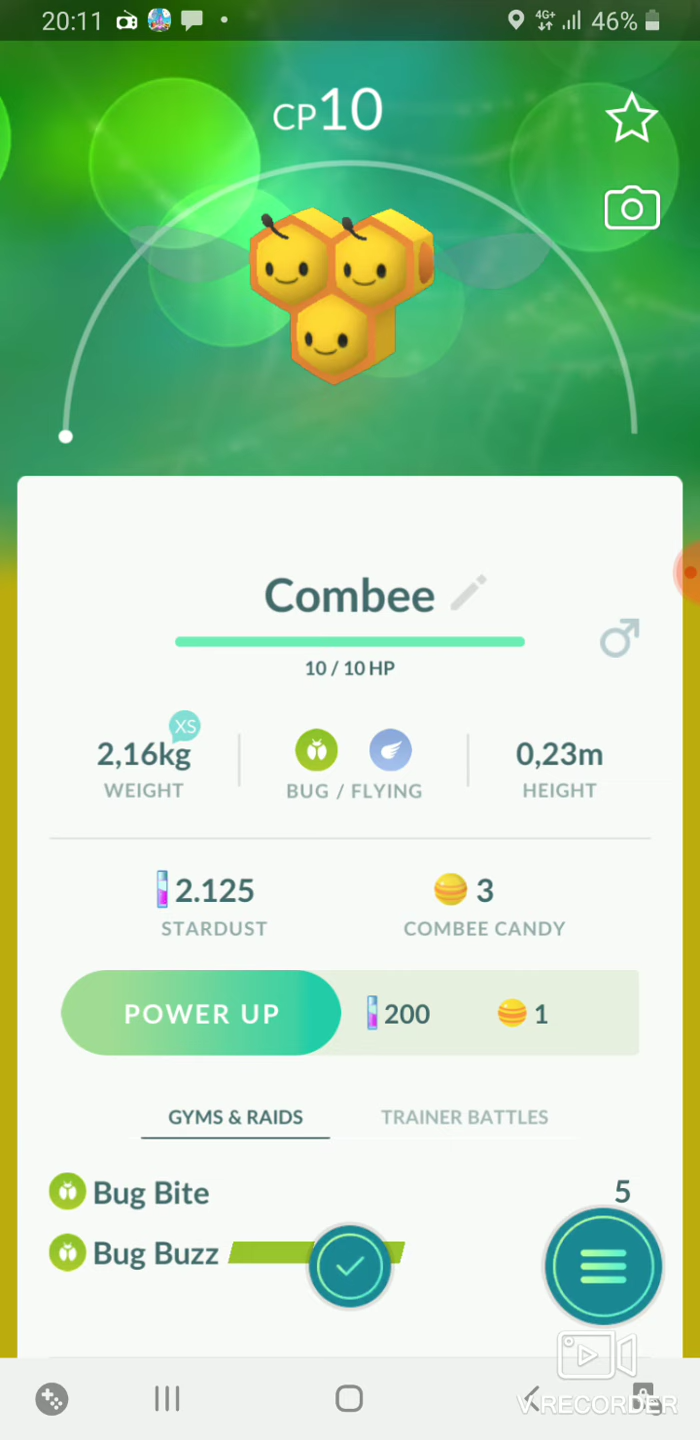 20:11 4G+ 46%
CP10
Combee
10 / 10 HP
XS
2,16kg BUG / FLYING 0,23m
WEIGHT HEIGHT
2.125 3
STARDUST COMBEE CANDY
POWER UP 200 1
GYMS & RAIDS TRAINER BATTLES
Bug Bite 5
Bug Buzz
V RECORDER